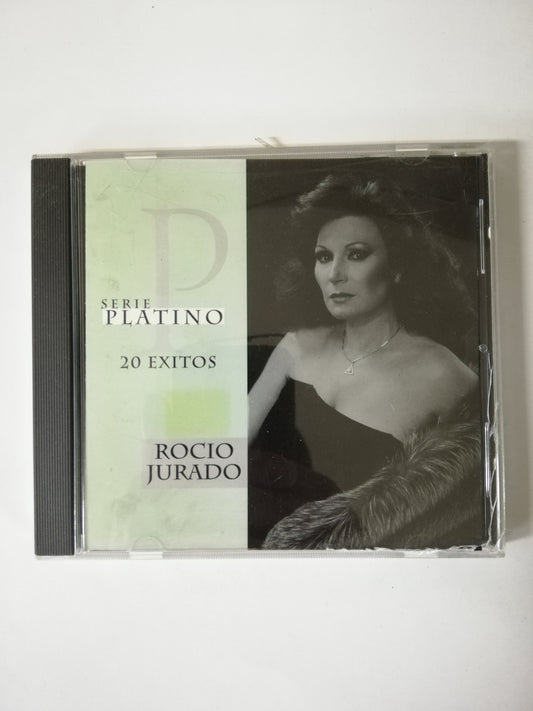 P
SERIE
PLATINO
20 EXITOS
ROCIO
JURADO